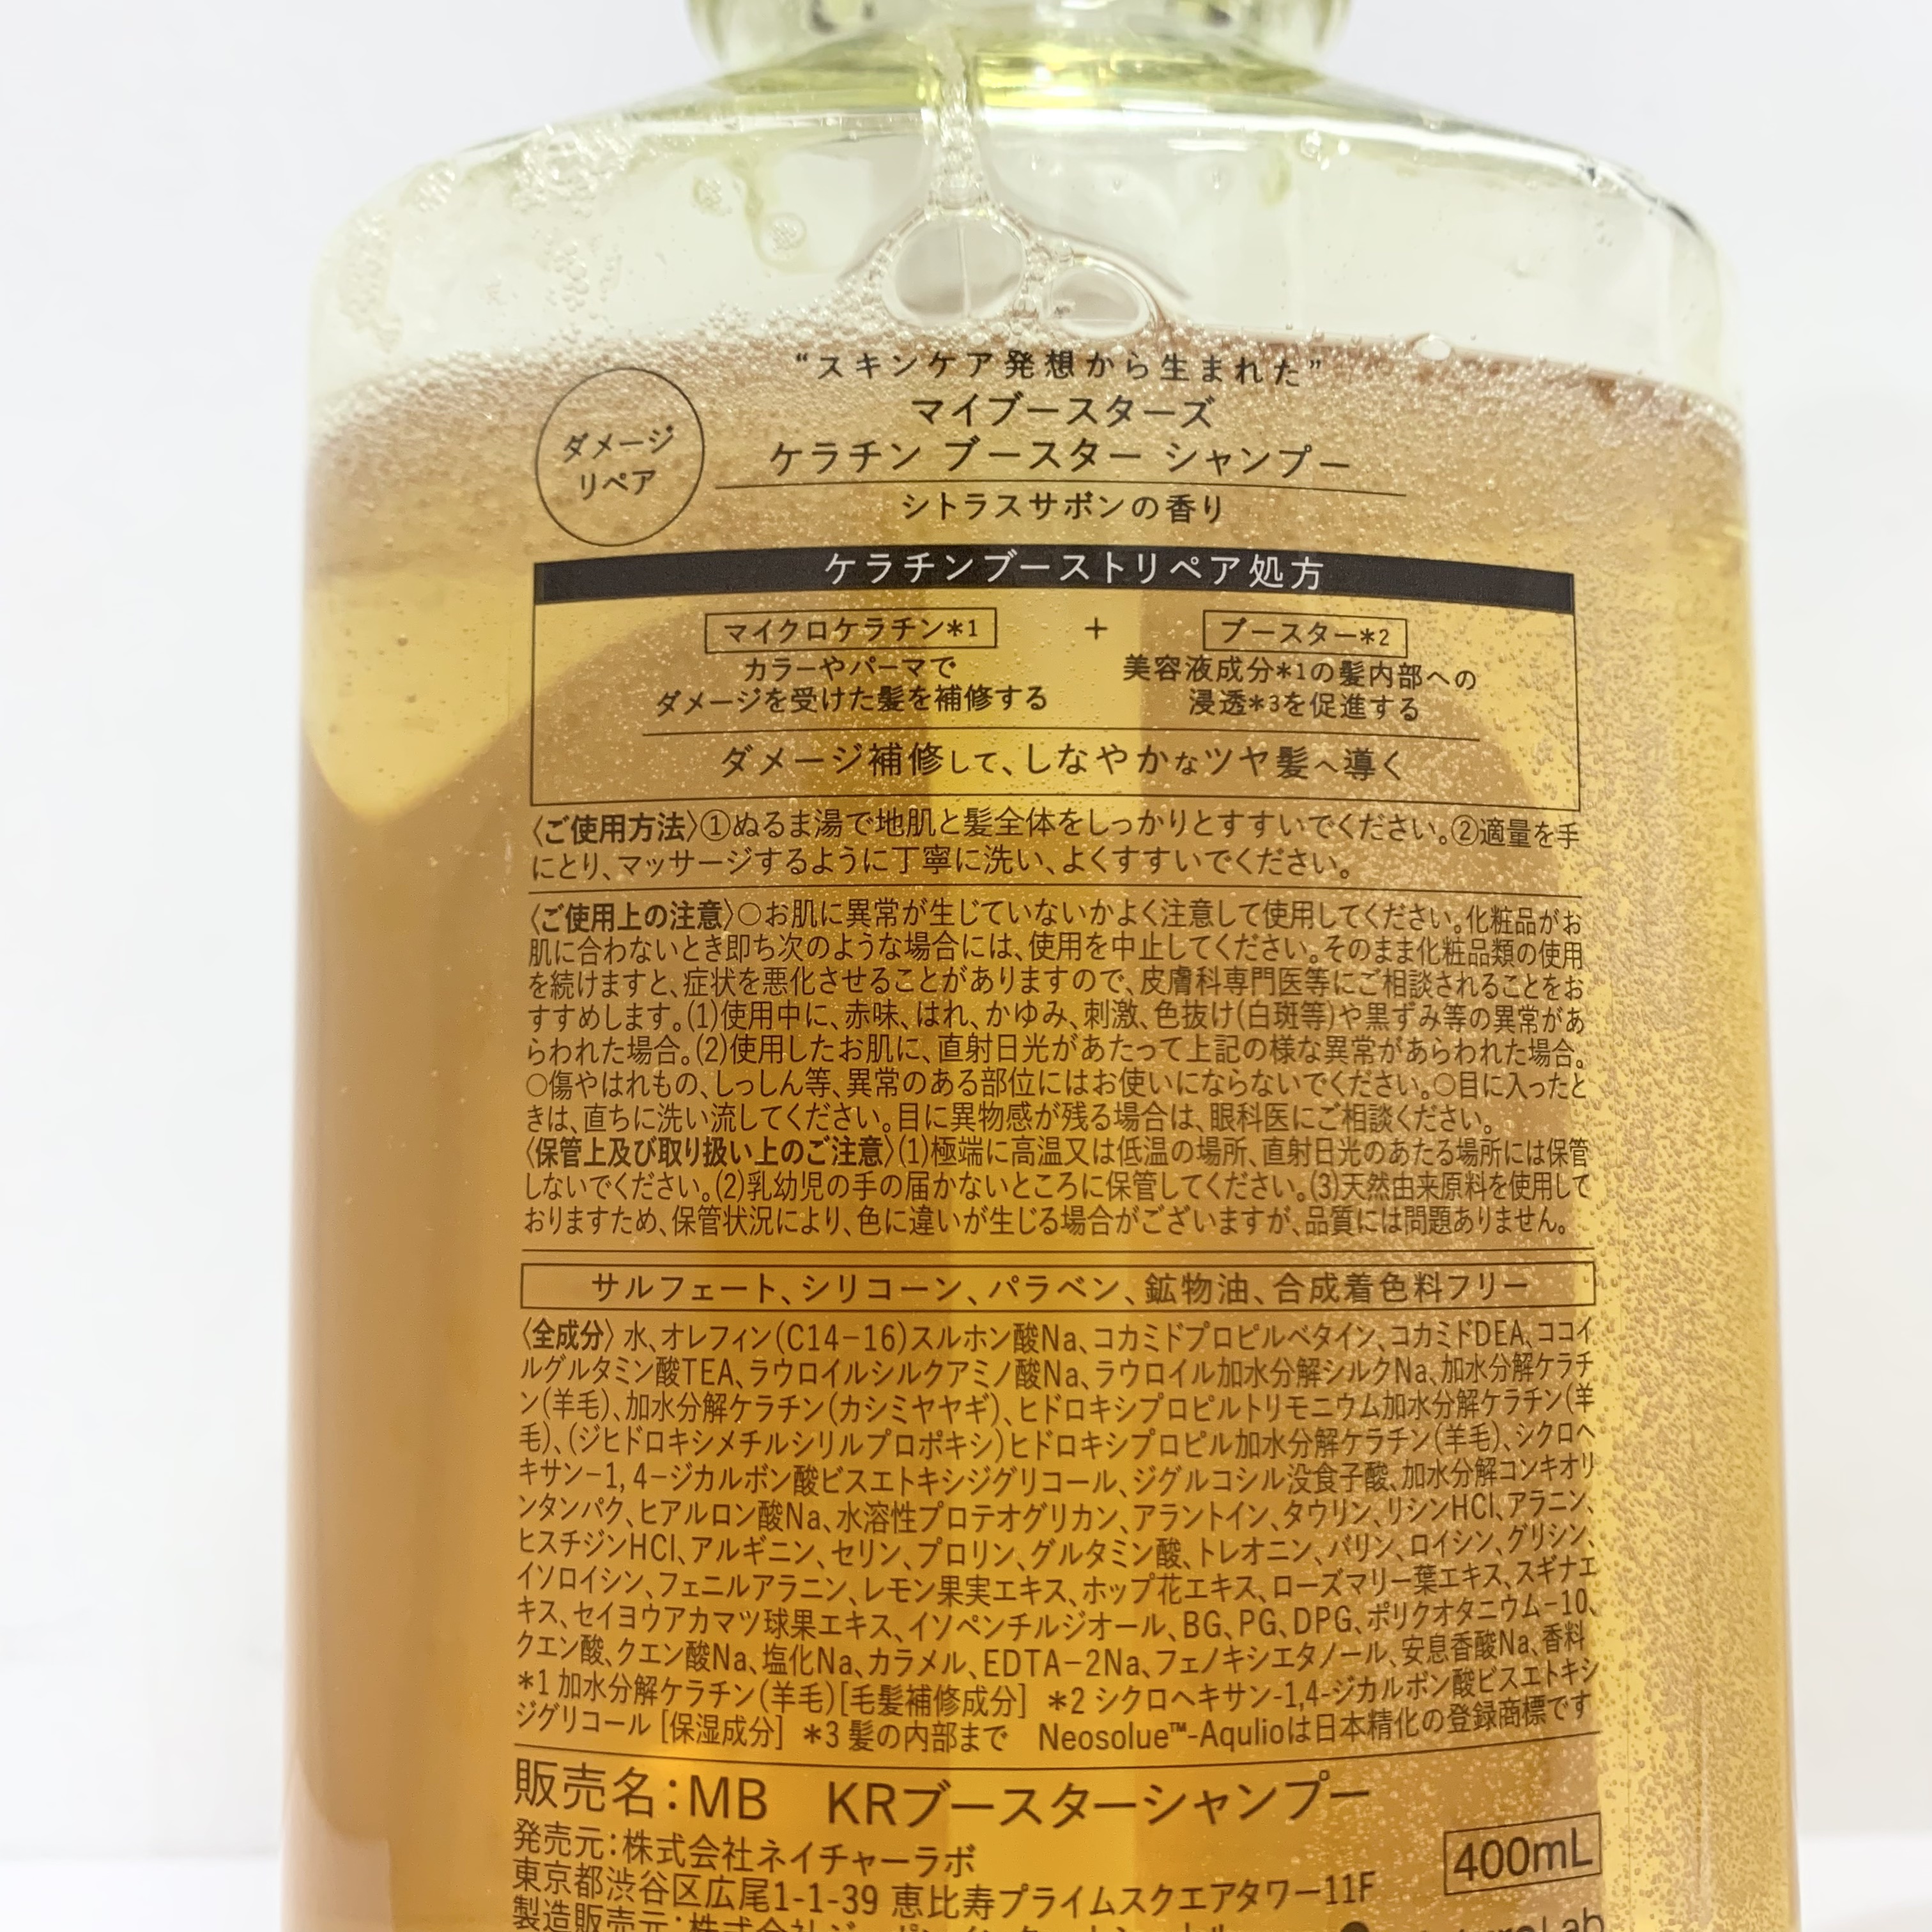 “スキンケア発想から生まれた”
マイブースターズ
ケラチン ブースター シャンプー
シトラスサボンの香り
ダメージ
リペア
ケラチンブーストリペア処方
マイクロケラチン*1
カラーやパーマで
ダメージを受けた髪を補修する
+
ブースター*2
美容液成分*1の髪内部への
浸透*3を促進する
ダメージ補修して、しなやかなツヤ髪へ導く
〈ご使用方法〉①ぬるま湯で地肌と髪全体をしっかりとすすいでください。②適量を手
にとり、マッサージするように丁寧に洗い、よくすすいでください。
〈ご使用上の注意〉○お肌に異常が生じていないかよく注意して使用してください。化粧品がお
肌に合わないとき即ち次のような場合には、使用を中止してください。そのまま化粧品類の使用
を続けますと、症状を悪化させることがありますので、皮膚科専門医等にご相談されることをお
すすめします。(1)使用中に、赤味、はれ、かゆみ、刺激、色抜け(白斑等)や黒ずみ等の異常があ
らわれた場合。(2)使用したお肌に、直射日光があたって上記の様な異常があらわれた場合。
○傷やはれもの、しっしん等、異常のある部位にはお使いにならないでください。○目に入ったと
きは、直ちに洗い流してください。目に異物感が残る場合は、眼科医にご相談ください。
〈保管上及び取り扱い上のご注意〉(1)極端に高温又は低温の場所、直射日光のあたる場所には保管
しないでください。(2)乳幼児の手の届かないところに保管してください。(3)天然由来原料を使用して
おりますため、保管状況により、色に違いが生じる場合がございますが、品質には問題ありません。
サルフェート、シリコーン、パラベン、鉱物油、合成着色料フリー
〈全成分〉水、オレフィン(C14−16)スルホン酸Na、コカミドプロピルベタイン、コカミドDEA、ココイ
ルグルタミン酸TEA、ラウロイルシルクアミノ酸Na、ラウロイル加水分解シルクNa、加水分解ケラチ
ン(羊毛)、加水分解ケラチン(カシミヤヤギ)、ヒドロキシプロピルトリモニウム加水分解ケラチン(羊
毛)、(ジヒドロキシメチルシリルプロポキシ)ヒドロキシプロピル加水分解ケラチン(羊毛)、シクロヘ
キサン−1, 4−ジカルボン酸ビスエトキシジグリコール、ジグルコシル没食子酸、加水分解コンキオリ
ンタンパク、ヒアルロン酸Na、水溶性プロテオグリカン、アラントイン、タウリン、リシンHCl、アラニン、
ヒスチジンHCl、アルギニン、セリン、プロリン、グルタミン酸、トレオニン、バリン、ロイシン、グリシン、
イソロイシン、フェニルアラニン、レモン果実エキス、ホップ花エキス、ローズマリー葉エキス、スギナエ
キス、セイヨウアカマツ球果エキス、イソペンチルジオール、BG、PG、DPG、ポリクオタニウム−10、
クエン酸、クエン酸Na、塩化Na、カラメル、EDTA−2Na、フェノキシエタノール、安息香酸Na、香料
*1 加水分解ケラチン(羊毛)[毛髪補修成分] *2 シクロヘキサン-1,4-ジカルボン酸ビスエトキシ
ジグリコール [保湿成分] *3 髪の内部まで Neosolue™-Aqulioは日本精化の登録商標です
販売名：MB KRブースターシャンプー
発売元：株式会社ネイチャーラボ
東京都渋谷区広尾1-1-39 恵比寿プライムスクエアタワー11F
400mL
製造販売元：株式会社